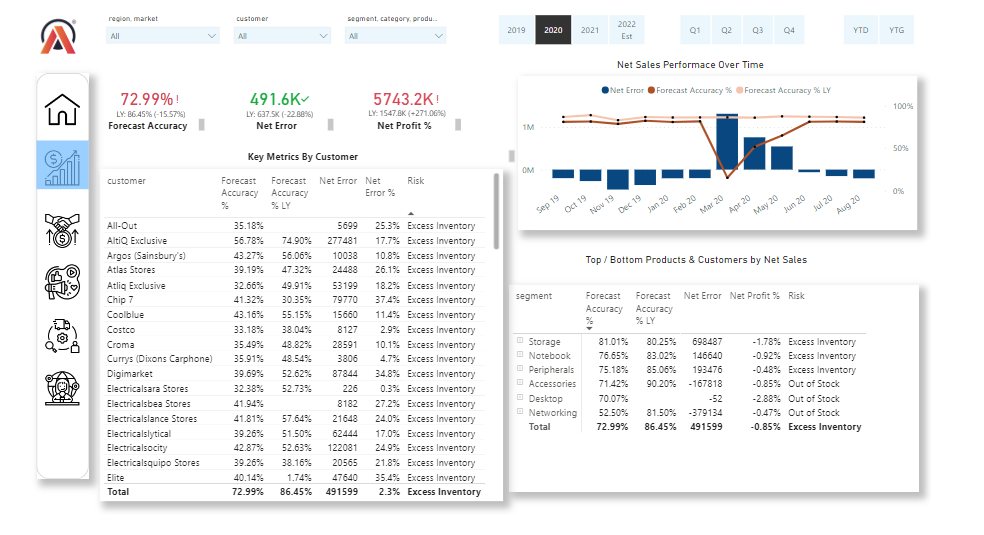 region, market customer segment, category, produ...
All All All
2019 2020 2021 2022 Est Q1 Q2 Q3 Q4 YTD YTG
72.99%! 491.6K✓ 5743.2K!
LY: 86.45% (-15.57%) LY: 637.5K (-22.88%) LY: 1547.8K (+271.06%)
Forecast Accuracy Net Error Net Profit %
Key Metrics By Customer
customer Forecast Accuracy % Forecast Accuracy % LY Net Error Net Error % Risk
All-Out 35.18% 5699 25.3% Excess Inventory
AltiQ Exclusive 56.78% 74.90% 277481 17.7% Excess Inventory
Argos (Sainsbury's) 43.27% 56.06% 10038 10.8% Excess Inventory
Atlas Stores 39.19% 47.32% 24488 26.1% Excess Inventory
Atliq Exclusive 32.66% 49.91% 53199 18.2% Excess Inventory
Chip 7 41.32% 30.35% 79770 37.4% Excess Inventory
Coolblue 43.16% 55.15% 15660 11.4% Excess Inventory
Costco 33.18% 38.04% 8127 2.9% Excess Inventory
Croma 35.49% 48.82% 28591 10.1% Excess Inventory
Currys (Dixons Carphone) 35.91% 48.54% 3806 4.7% Excess Inventory
Digimarket 39.69% 52.62% 87844 34.8% Excess Inventory
Electricalsara Stores 32.38% 52.73% 226 0.3% Excess Inventory
Electricalsbea Stores 41.94% 8182 27.2% Excess Inventory
Electricalslance Stores 41.81% 57.64% 21648 24.0% Excess Inventory
Electricalslytical 39.26% 51.50% 62444 17.0% Excess Inventory
Electricalsocity 42.87% 52.63% 122081 24.9% Excess Inventory
Electricalsquipo Stores 39.26% 38.16% 20565 21.8% Excess Inventory
Elite 40.14% 1.74% 47640 35.4% Excess Inventory
Total 72.99% 86.45% 491599 2.3% Excess Inventory
Net Sales Performace Over Time
Net Error Forecast Accuracy % Forecast Accuracy % LY
100%
1M
50%
0M
0%
Sep 19 Oct 19 Nov 19 Dec 19 Jan 20 Feb 20 Mar 20 Apr 20 May 20 Jun 20 Jul 20 Aug 20
Top / Bottom Products & Customers by Net Sales
segment Forecast Accuracy % Forecast Accuracy % LY Net Error Net Profit % Risk
Storage 81.01% 80.25% 698487 -1.78% Excess Inventory
Notebook 76.65% 83.02% 146640 -0.92% Excess Inventory
Peripherals 75.18% 85.06% 193476 -0.48% Excess Inventory
Accessories 71.42% 90.20% -167818 -0.85% Out of Stock
Desktop 70.07% -52 -2.88% Out of Stock
Networking 52.50% 81.50% -379134 -0.47% Out of Stock
Total 72.99% 86.45% 491599 -0.85% Excess Inventory